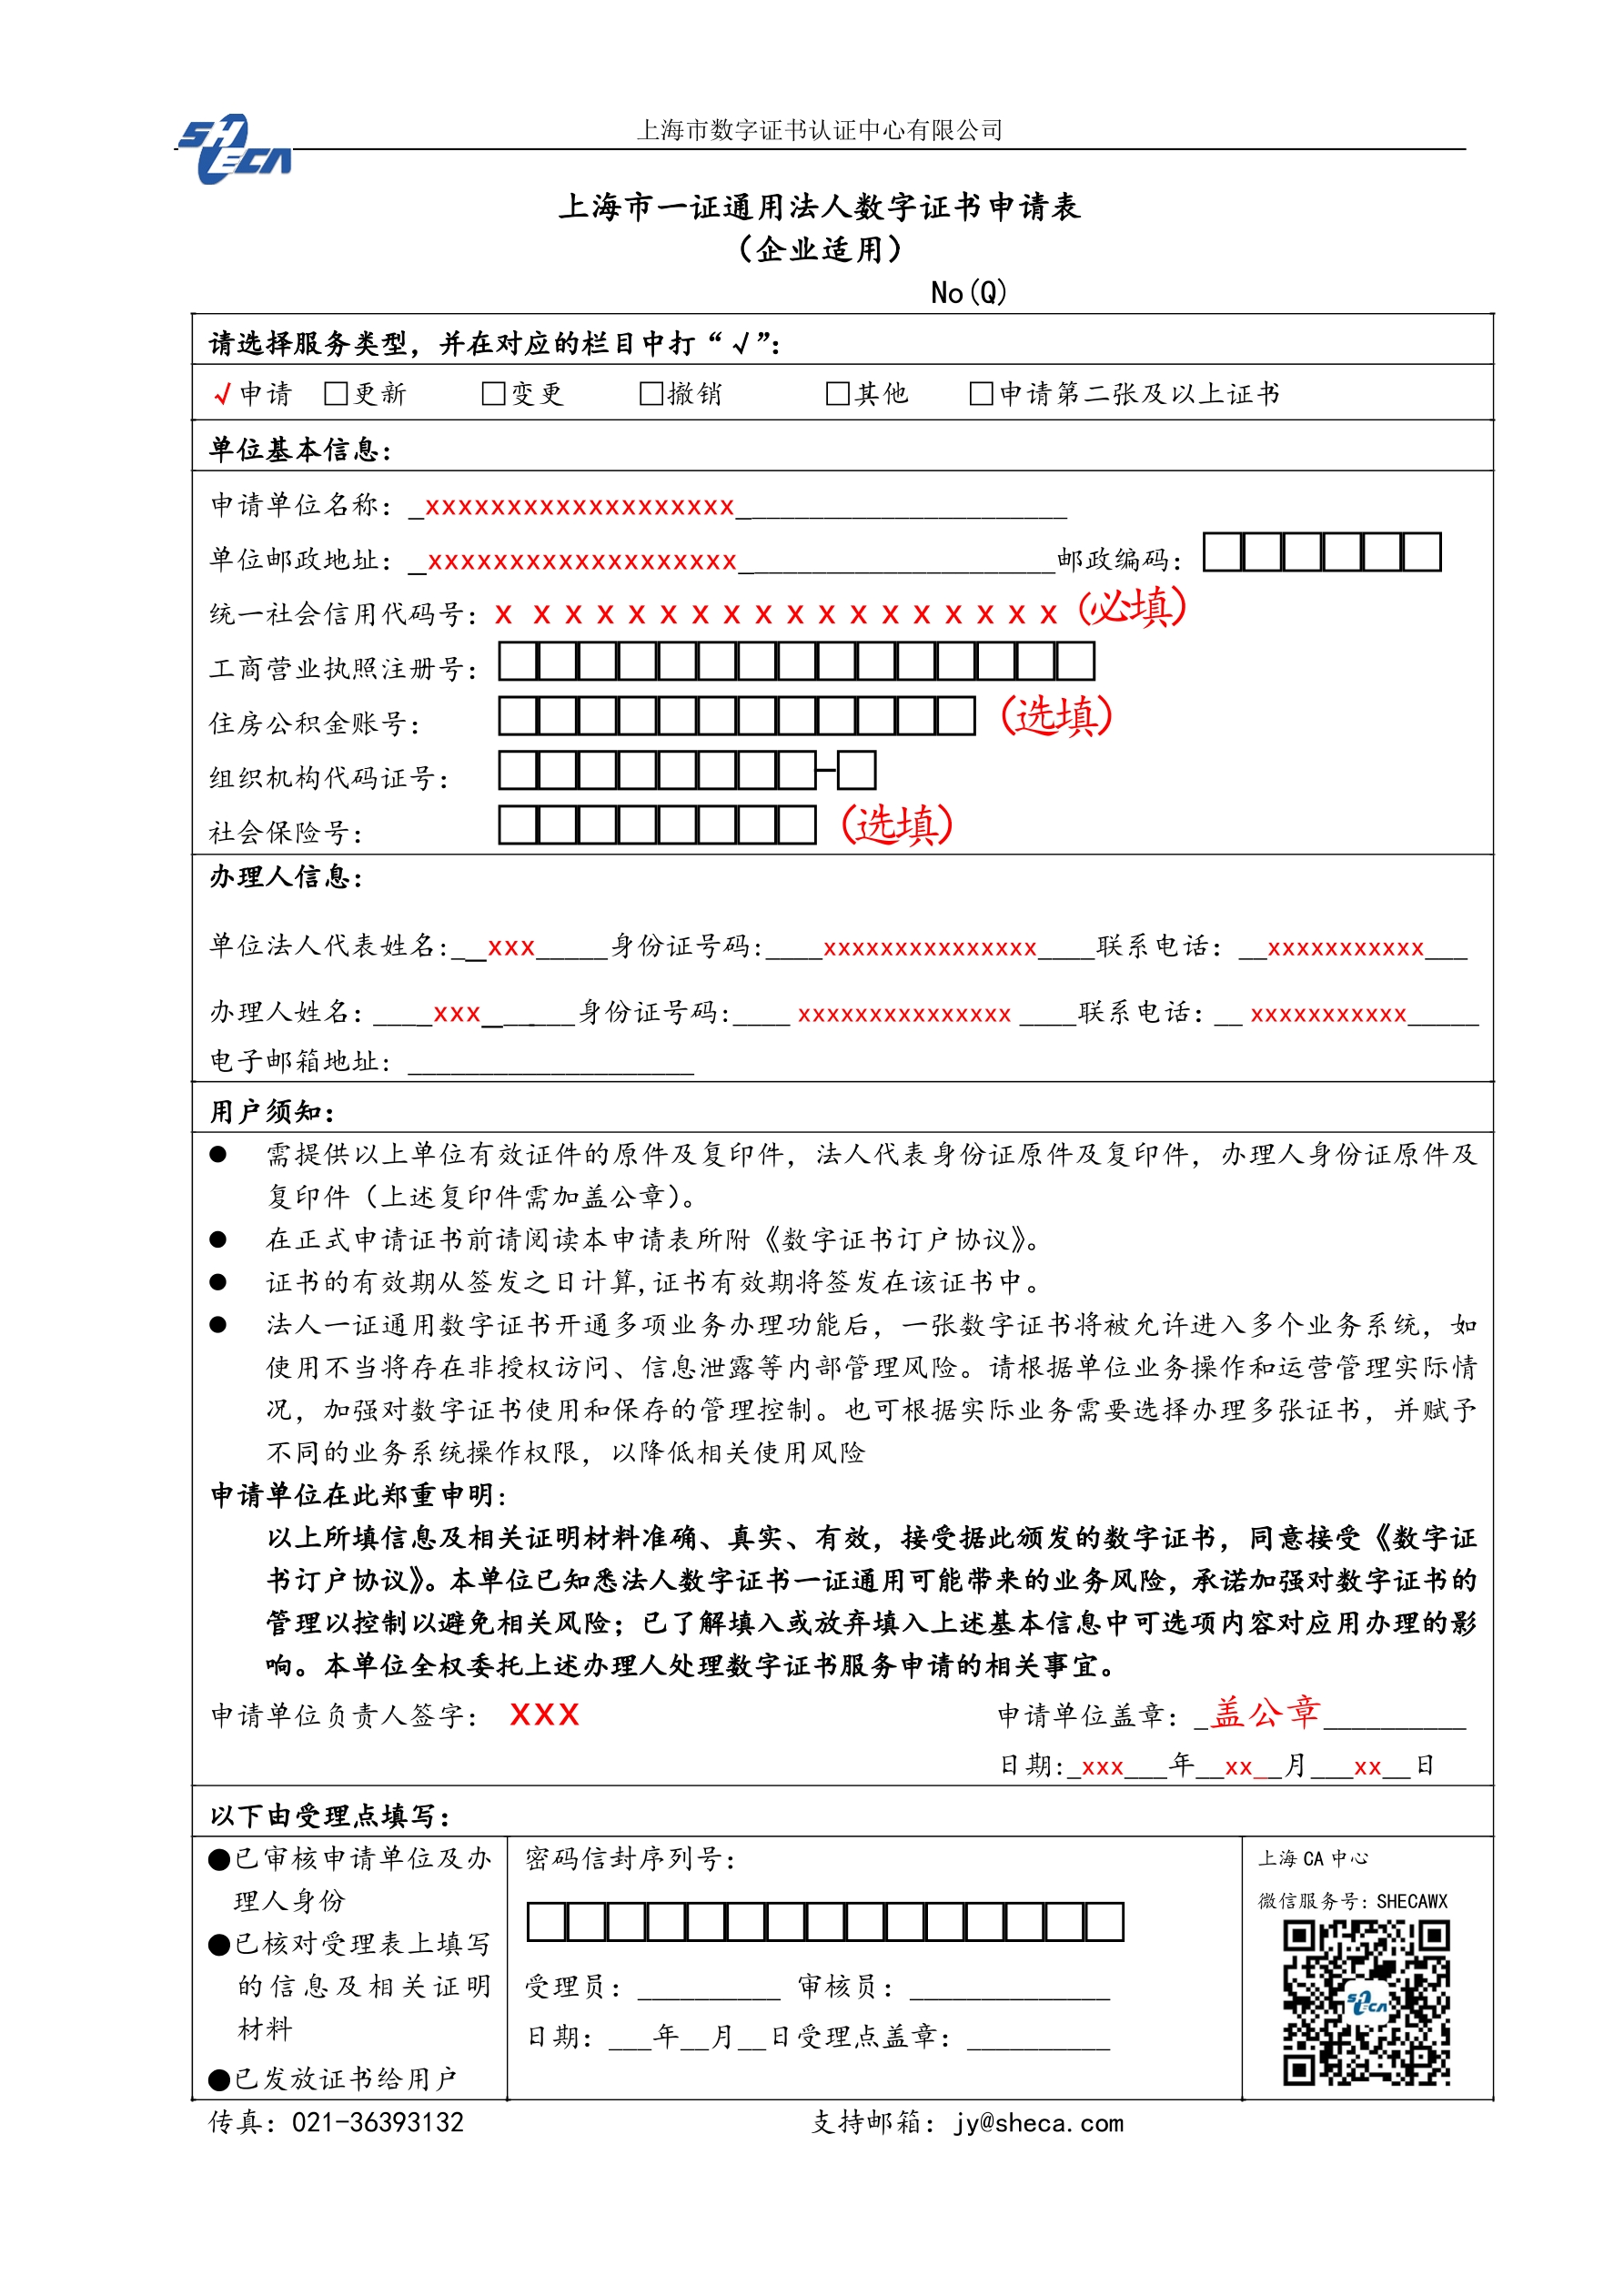 SHECA
上海市数字证书认证中心有限公司
上海市一证通用法人数字证书申请表
（企业适用）
No(Q)
请选择服务类型，并在对应的栏目中打“√”：
√申请 □更新 □变更 □撤销 □其他 □申请第二张及以上证书
单位基本信息：
申请单位名称：_xxxxxxxxxxxxxxxxxxx_______________________
单位邮政地址：_xxxxxxxxxxxxxxxxxxx______________________邮政编码：□□□□□□
统一社会信用代码号：x x x x x x x x x x x x x x x x x x（必填）
工商营业执照注册号：□□□□□□□□□□□□□□□
住房公积金账号：□□□□□□□□□□□□（选填）
组织机构代码证号：□□□□□□□□-□
社会保险号：□□□□□□□□（选填）
办理人信息：
单位法人代表姓名:__xxx_____身份证号码:____xxxxxxxxxxxxxxx____联系电话：__xxxxxxxxxxx___
办理人姓名：____xxx_______身份证号码:____ xxxxxxxxxxxxxxx ____联系电话：__ xxxxxxxxxxx_____
电子邮箱地址：____________________
用户须知：
● 需提供以上单位有效证件的原件及复印件，法人代表身份证原件及复印件，办理人身份证原件及
复印件（上述复印件需加盖公章）。
● 在正式申请证书前请阅读本申请表所附《数字证书订户协议》。
● 证书的有效期从签发之日计算,证书有效期将签发在该证书中。
● 法人一证通用数字证书开通多项业务办理功能后，一张数字证书将被允许进入多个业务系统，如
使用不当将存在非授权访问、信息泄露等内部管理风险。请根据单位业务操作和运营管理实际情
况，加强对数字证书使用和保存的管理控制。也可根据实际业务需要选择办理多张证书，并赋予
不同的业务系统操作权限，以降低相关使用风险
申请单位在此郑重申明：
以上所填信息及相关证明材料准确、真实、有效，接受据此颁发的数字证书，同意接受《数字证
书订户协议》。本单位已知悉法人数字证书一证通用可能带来的业务风险，承诺加强对数字证书的
管理以控制以避免相关风险；已了解填入或放弃填入上述基本信息中可选项内容对应用办理的影
响。本单位全权委托上述办理人处理数字证书服务申请的相关事宜。
申请单位负责人签字： xxx 申请单位盖章：_盖公章__________
日期:_xxx___年__xx__月___xx__日
以下由受理点填写：
●已审核申请单位及办
理人身份
●已核对受理表上填写
的信息及相关证明
材料
●已发放证书给用户
密码信封序列号：
□□□□□□□□□□□□□□□
受理员：__________ 审核员：______________
日期：___年__月__日受理点盖章：__________
上海 CA 中心
微信服务号：SHECAWX
SHECA
传真：021-36393132 支持邮箱：jy@sheca.com